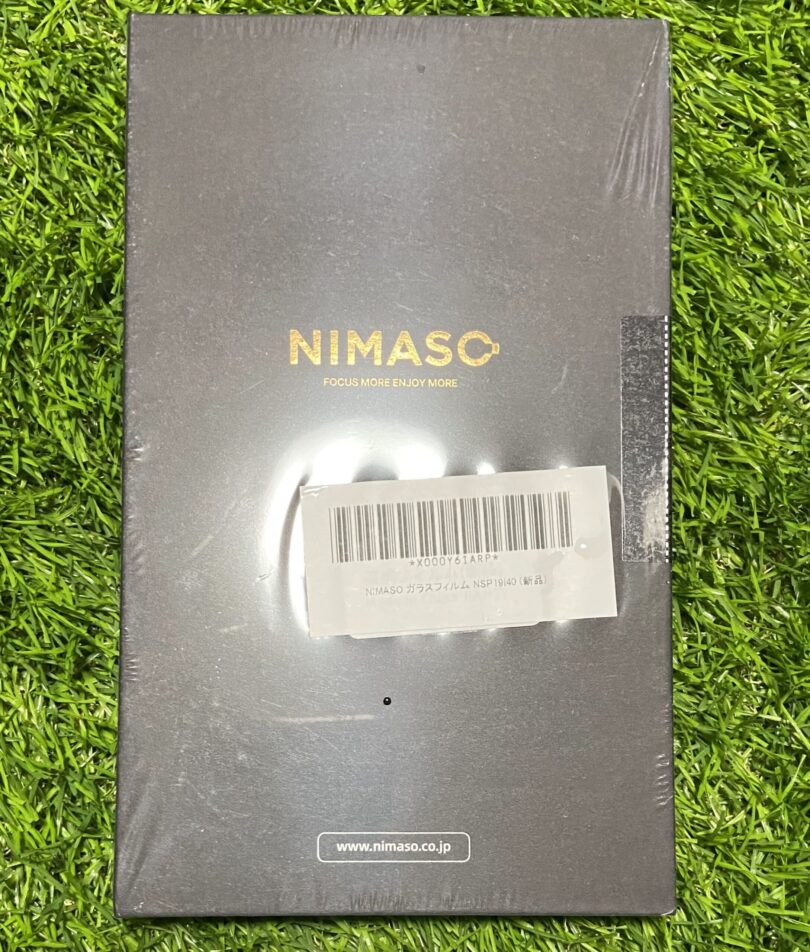 NIMASO
FOCUS MORE ENJOY MORE
*X000Y61ARP*
NIMASO ガラスフィルム NSP19I40 (新品)
www.nimaso.co.jp